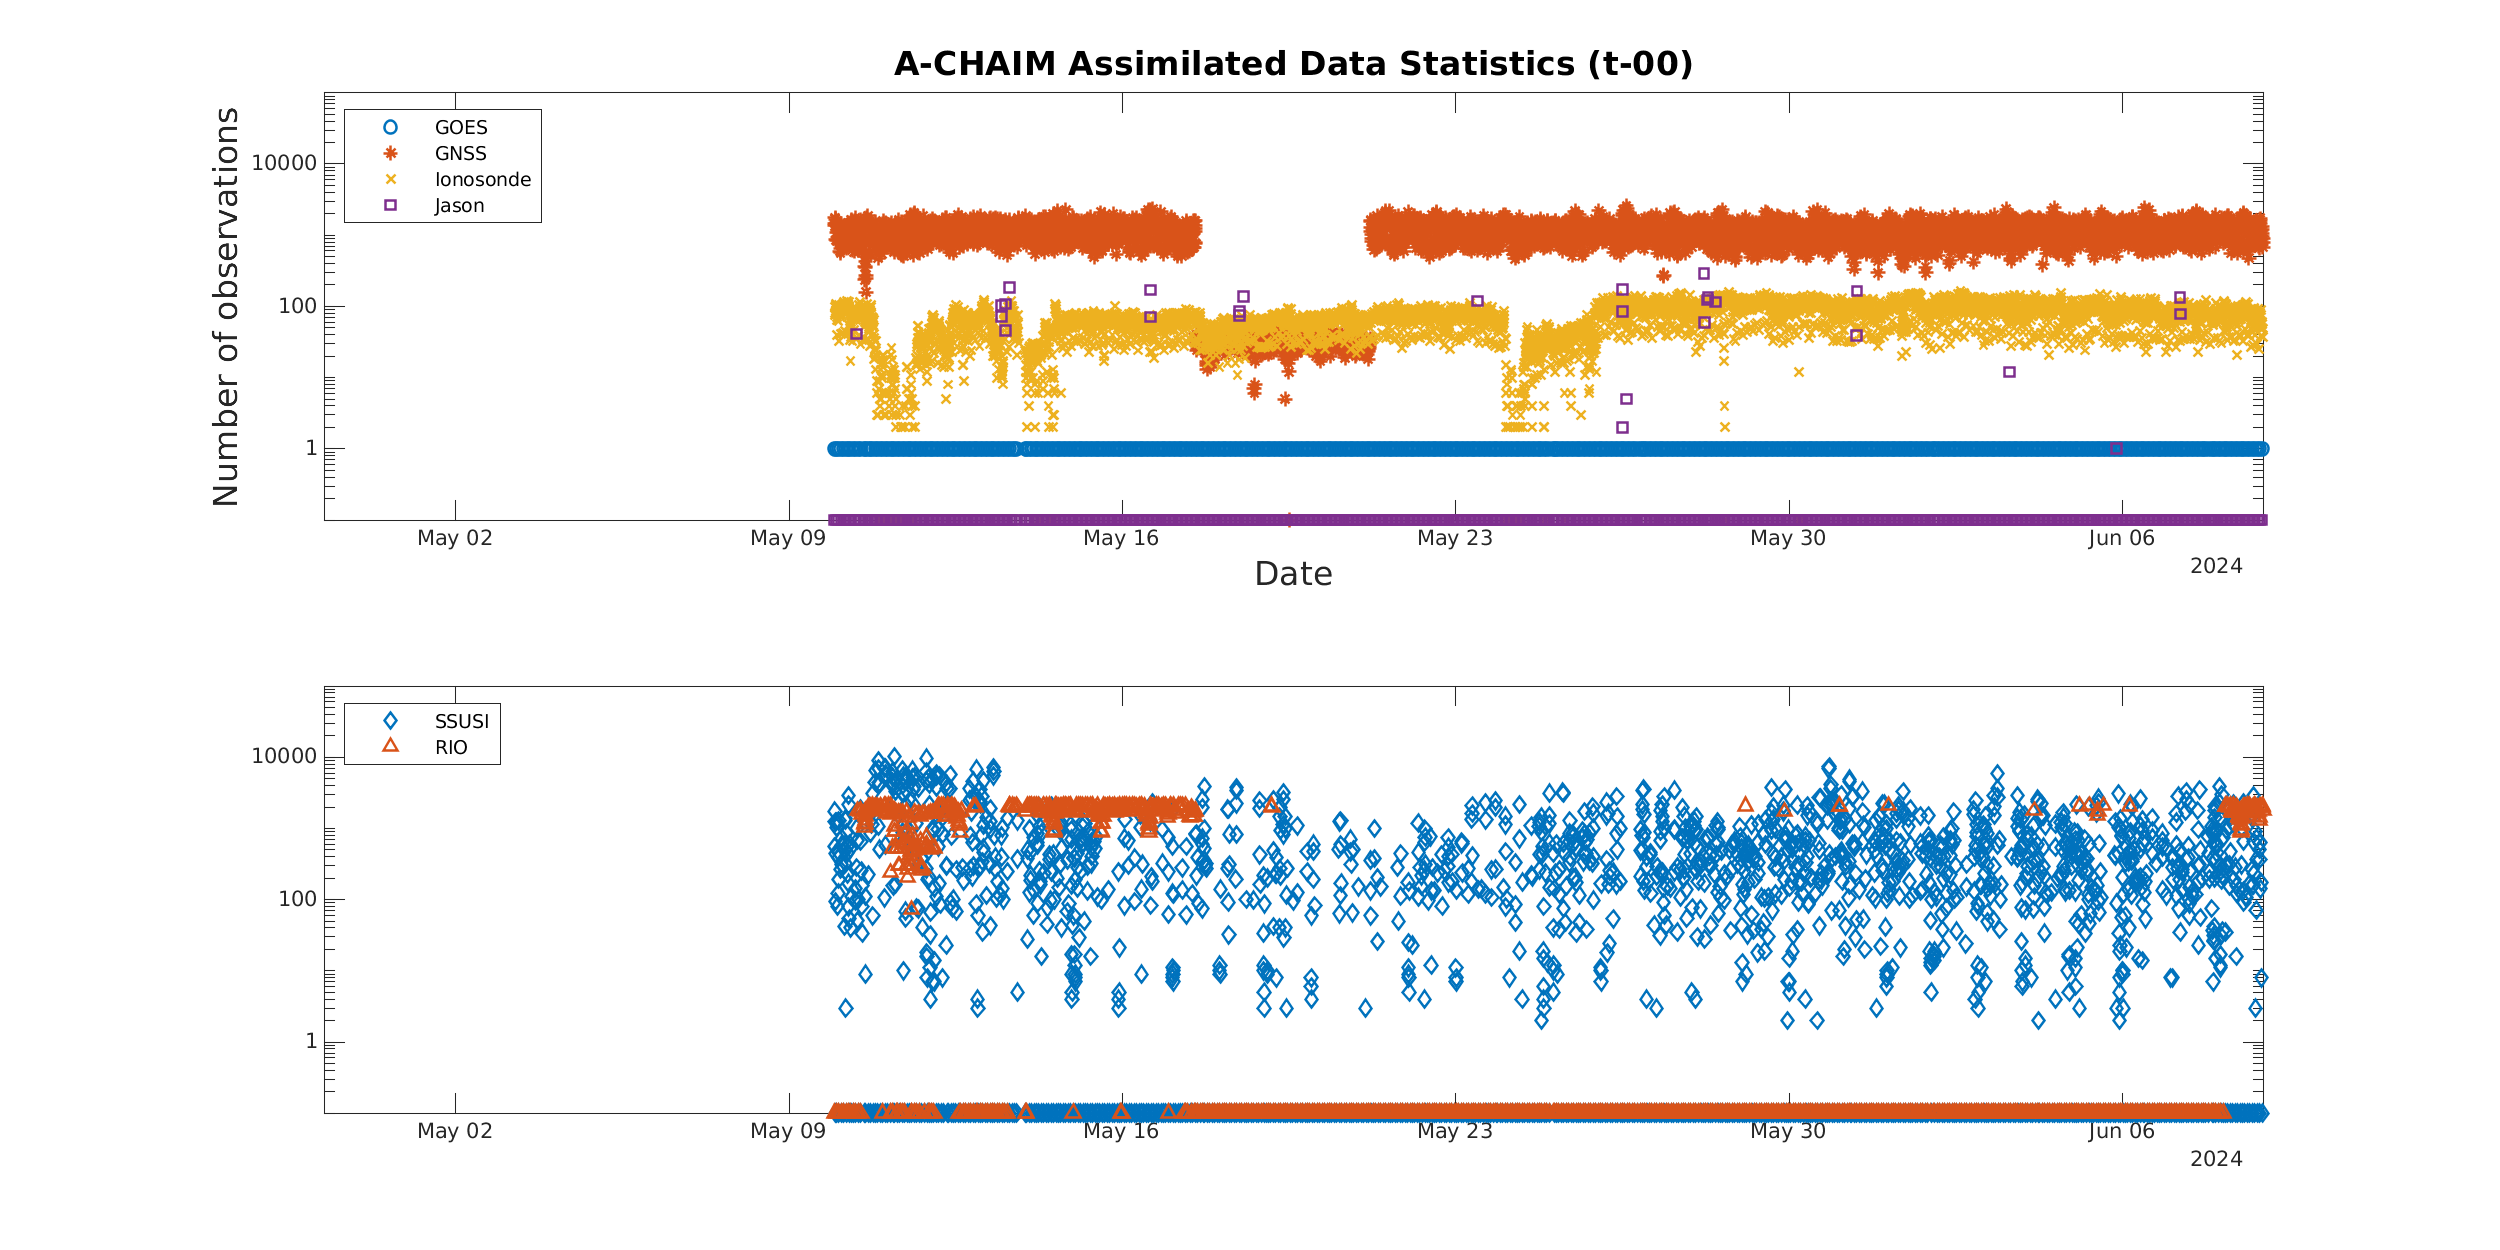 A-CHAIM Assimilated Data Statistics (t-00)
Number of observations
GOES
GNSS
Ionosonde
Jason
10000
100
1
May 02
May 09
May 16
May 23
May 30
Jun 06
2024
Date
SSUSI
RIO
10000
100
1
May 02
May 09
May 16
May 23
May 30
Jun 06
2024